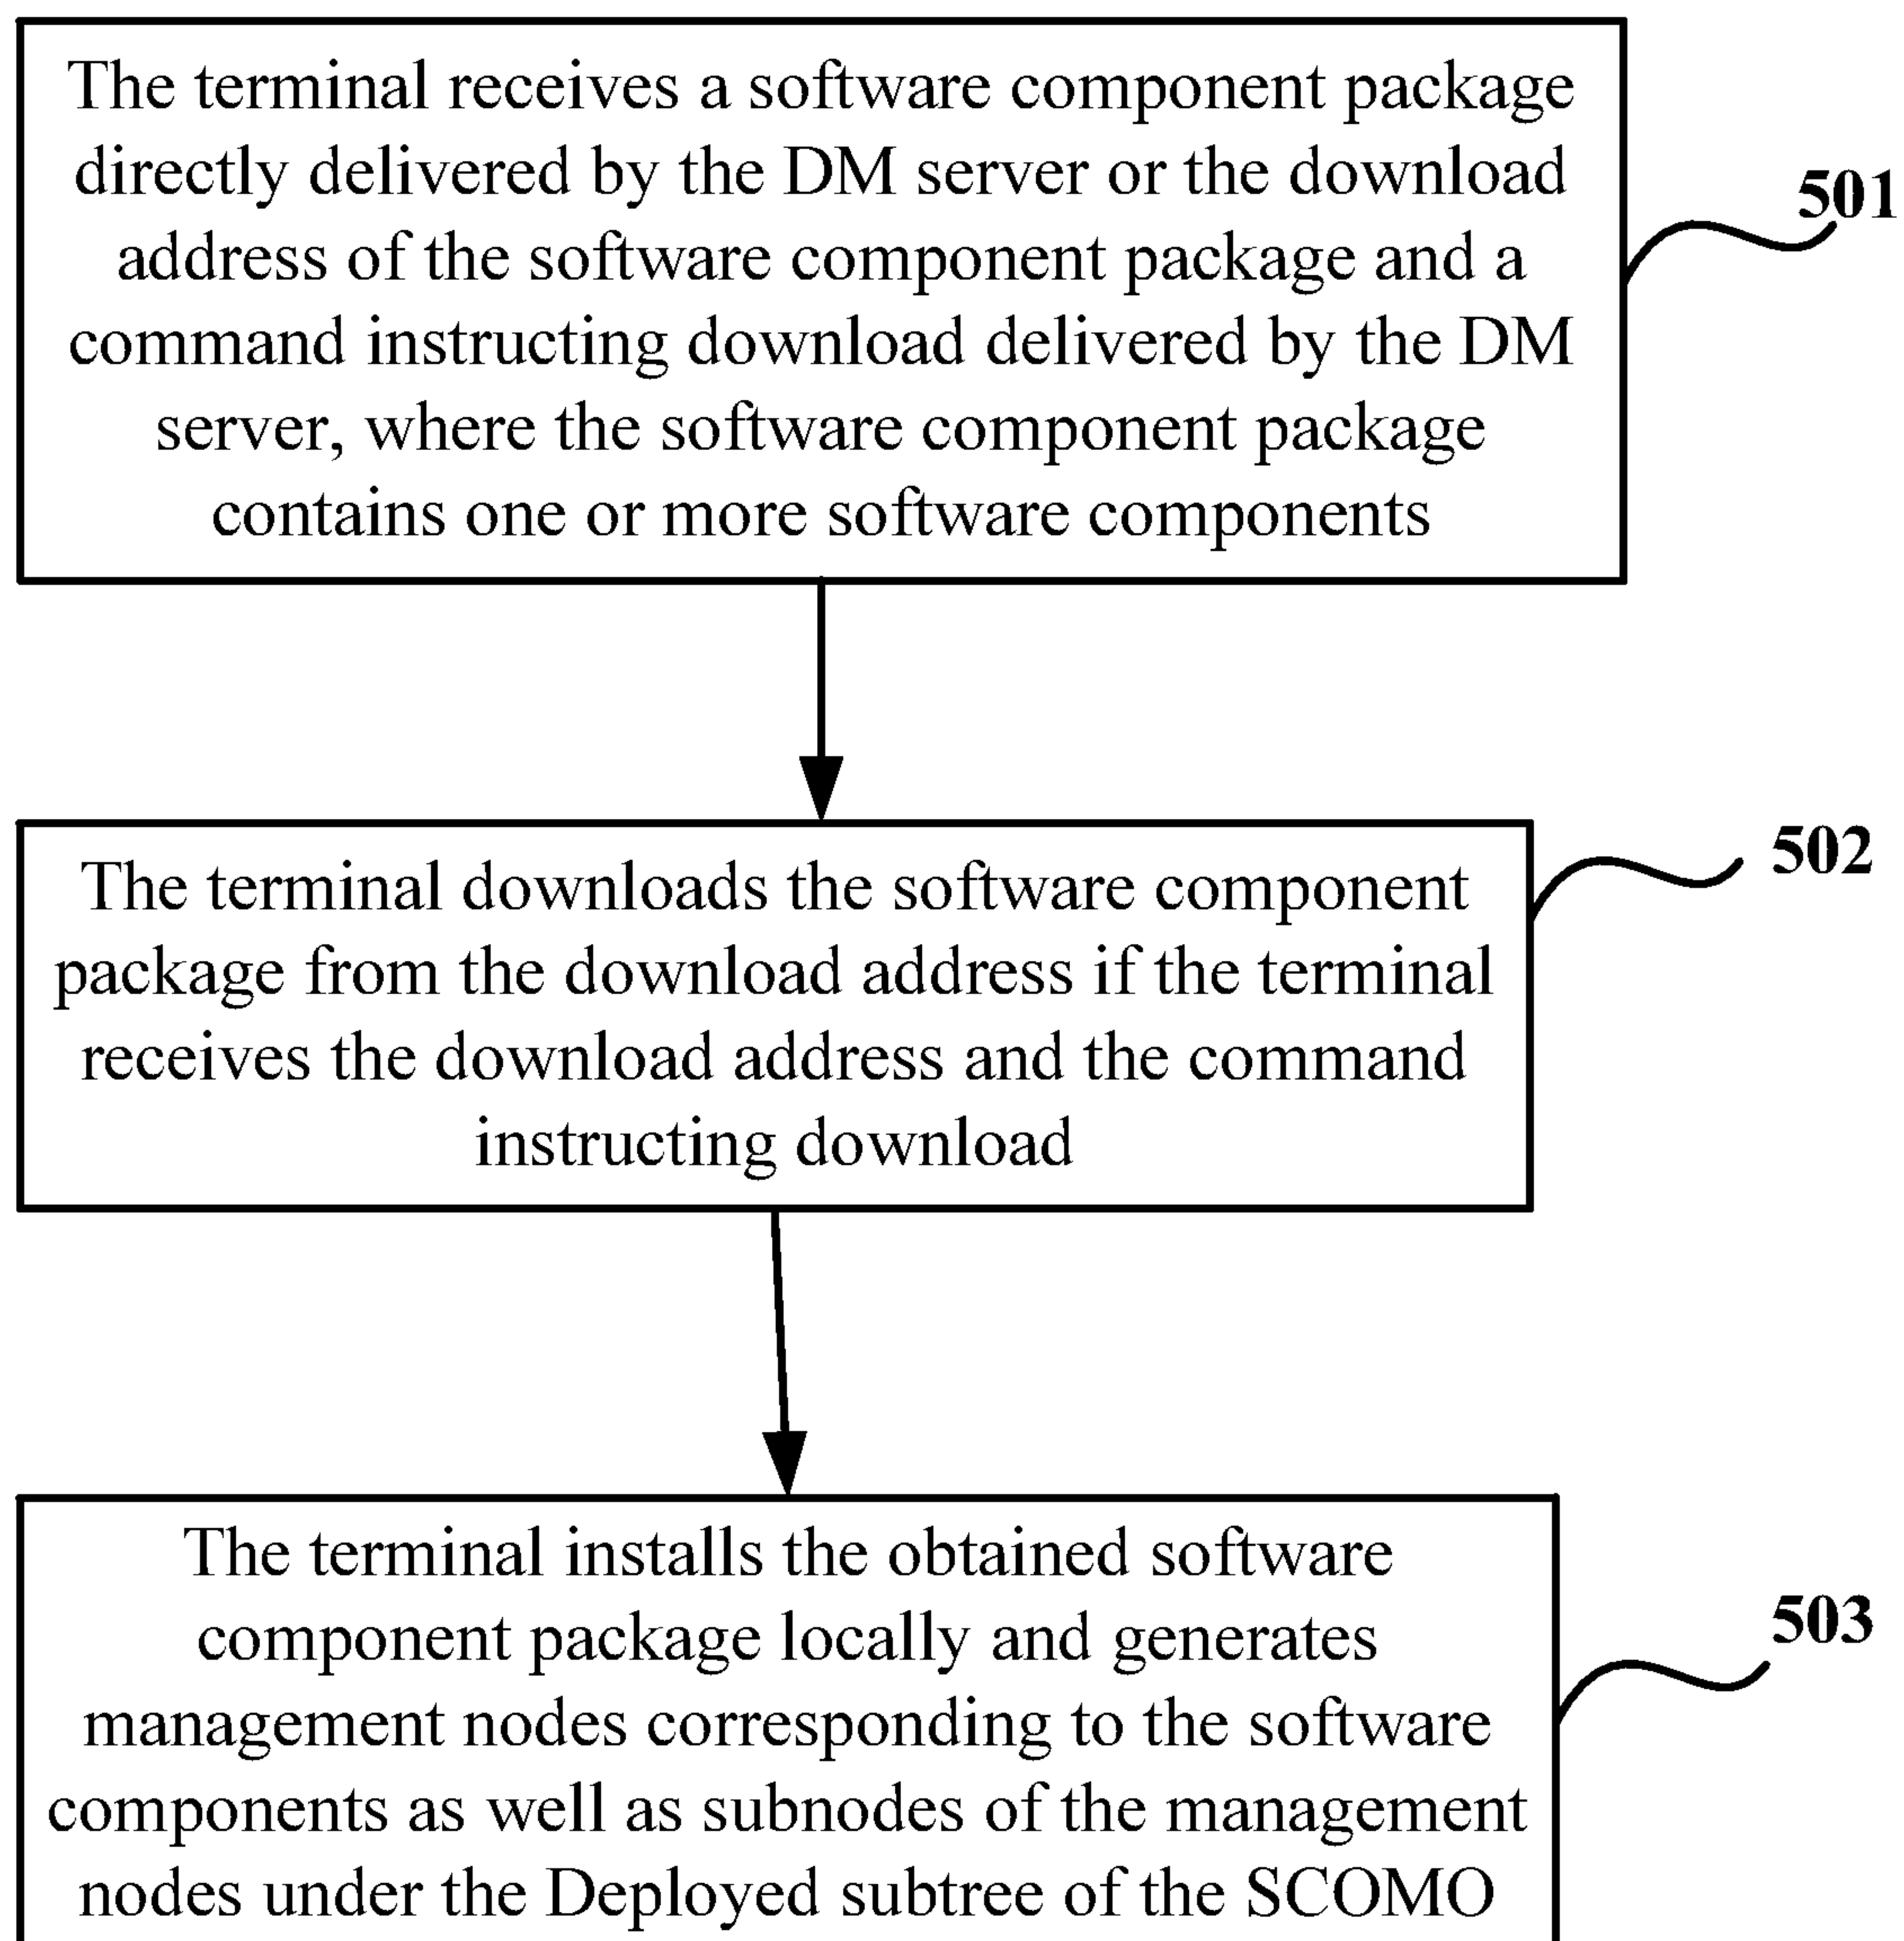 The terminal receives a software component package
directly delivered by the DM server or the download
address of the software component package and a
command instructing download delivered by the DM
server, where the software component package
contains one or more software components
501
The terminal downloads the software component
package from the download address if the terminal
receives the download address and the command
instructing download
502
The terminal installs the obtained software
component package locally and generates
management nodes corresponding to the software
components as well as subnodes of the management
nodes under the Deployed subtree of the SCOMO
503